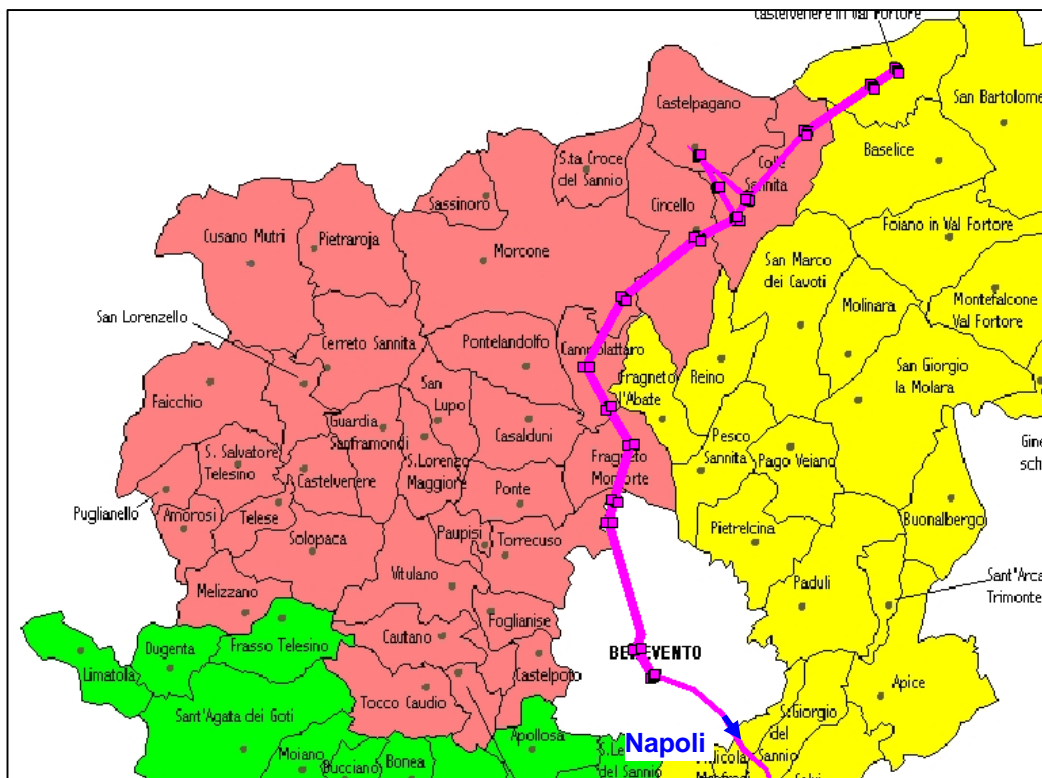 Castelvenere in Val Fortore
Castelpagano
San Bartolome
Baselice
S.ta Croce
del Sannio
Colle
Sannita
Sassinoro
Circello
Cusano Mutri
Pietraroja
Morcone
Foiano in Val Fortore
San Marco
dei Cavoti
Molinara
Montefalcone
Val Fortore
San Lorenzello
Cerreto Sannita
Pontelandolfo
Campolattaro
Fragneto
l'Abate
Reino
San Giorgio
la Molara
Faicchio
San
Lupo
Guardia
Sanframondi
Casalduni
S. Salvatore
Telesino
Castelvenere
S.Lorenzo
Maggiore
Fragneto
Monforte
Pesco
Sannita
Pago Veiano
Gine
sch
Ponte
Puglianello
Amorosi
Telese
Solopaca
Paupisi
Torrecuso
Pietrelcina
Buonalbergo
Melizzano
Vitulano
Foglianise
Paduli
Sant"Arca
Trimonte
Dugenta
Frasso Telesino
Cautano
Limatola
Castelpoto
BENEVENTO
Tocco Caudio
Apice
Sant'Agata dei Goti
S.Giorgio
del
Sannio
Apollosa
Napoli
Moiano
Bucciano
Bonea
del Sannio